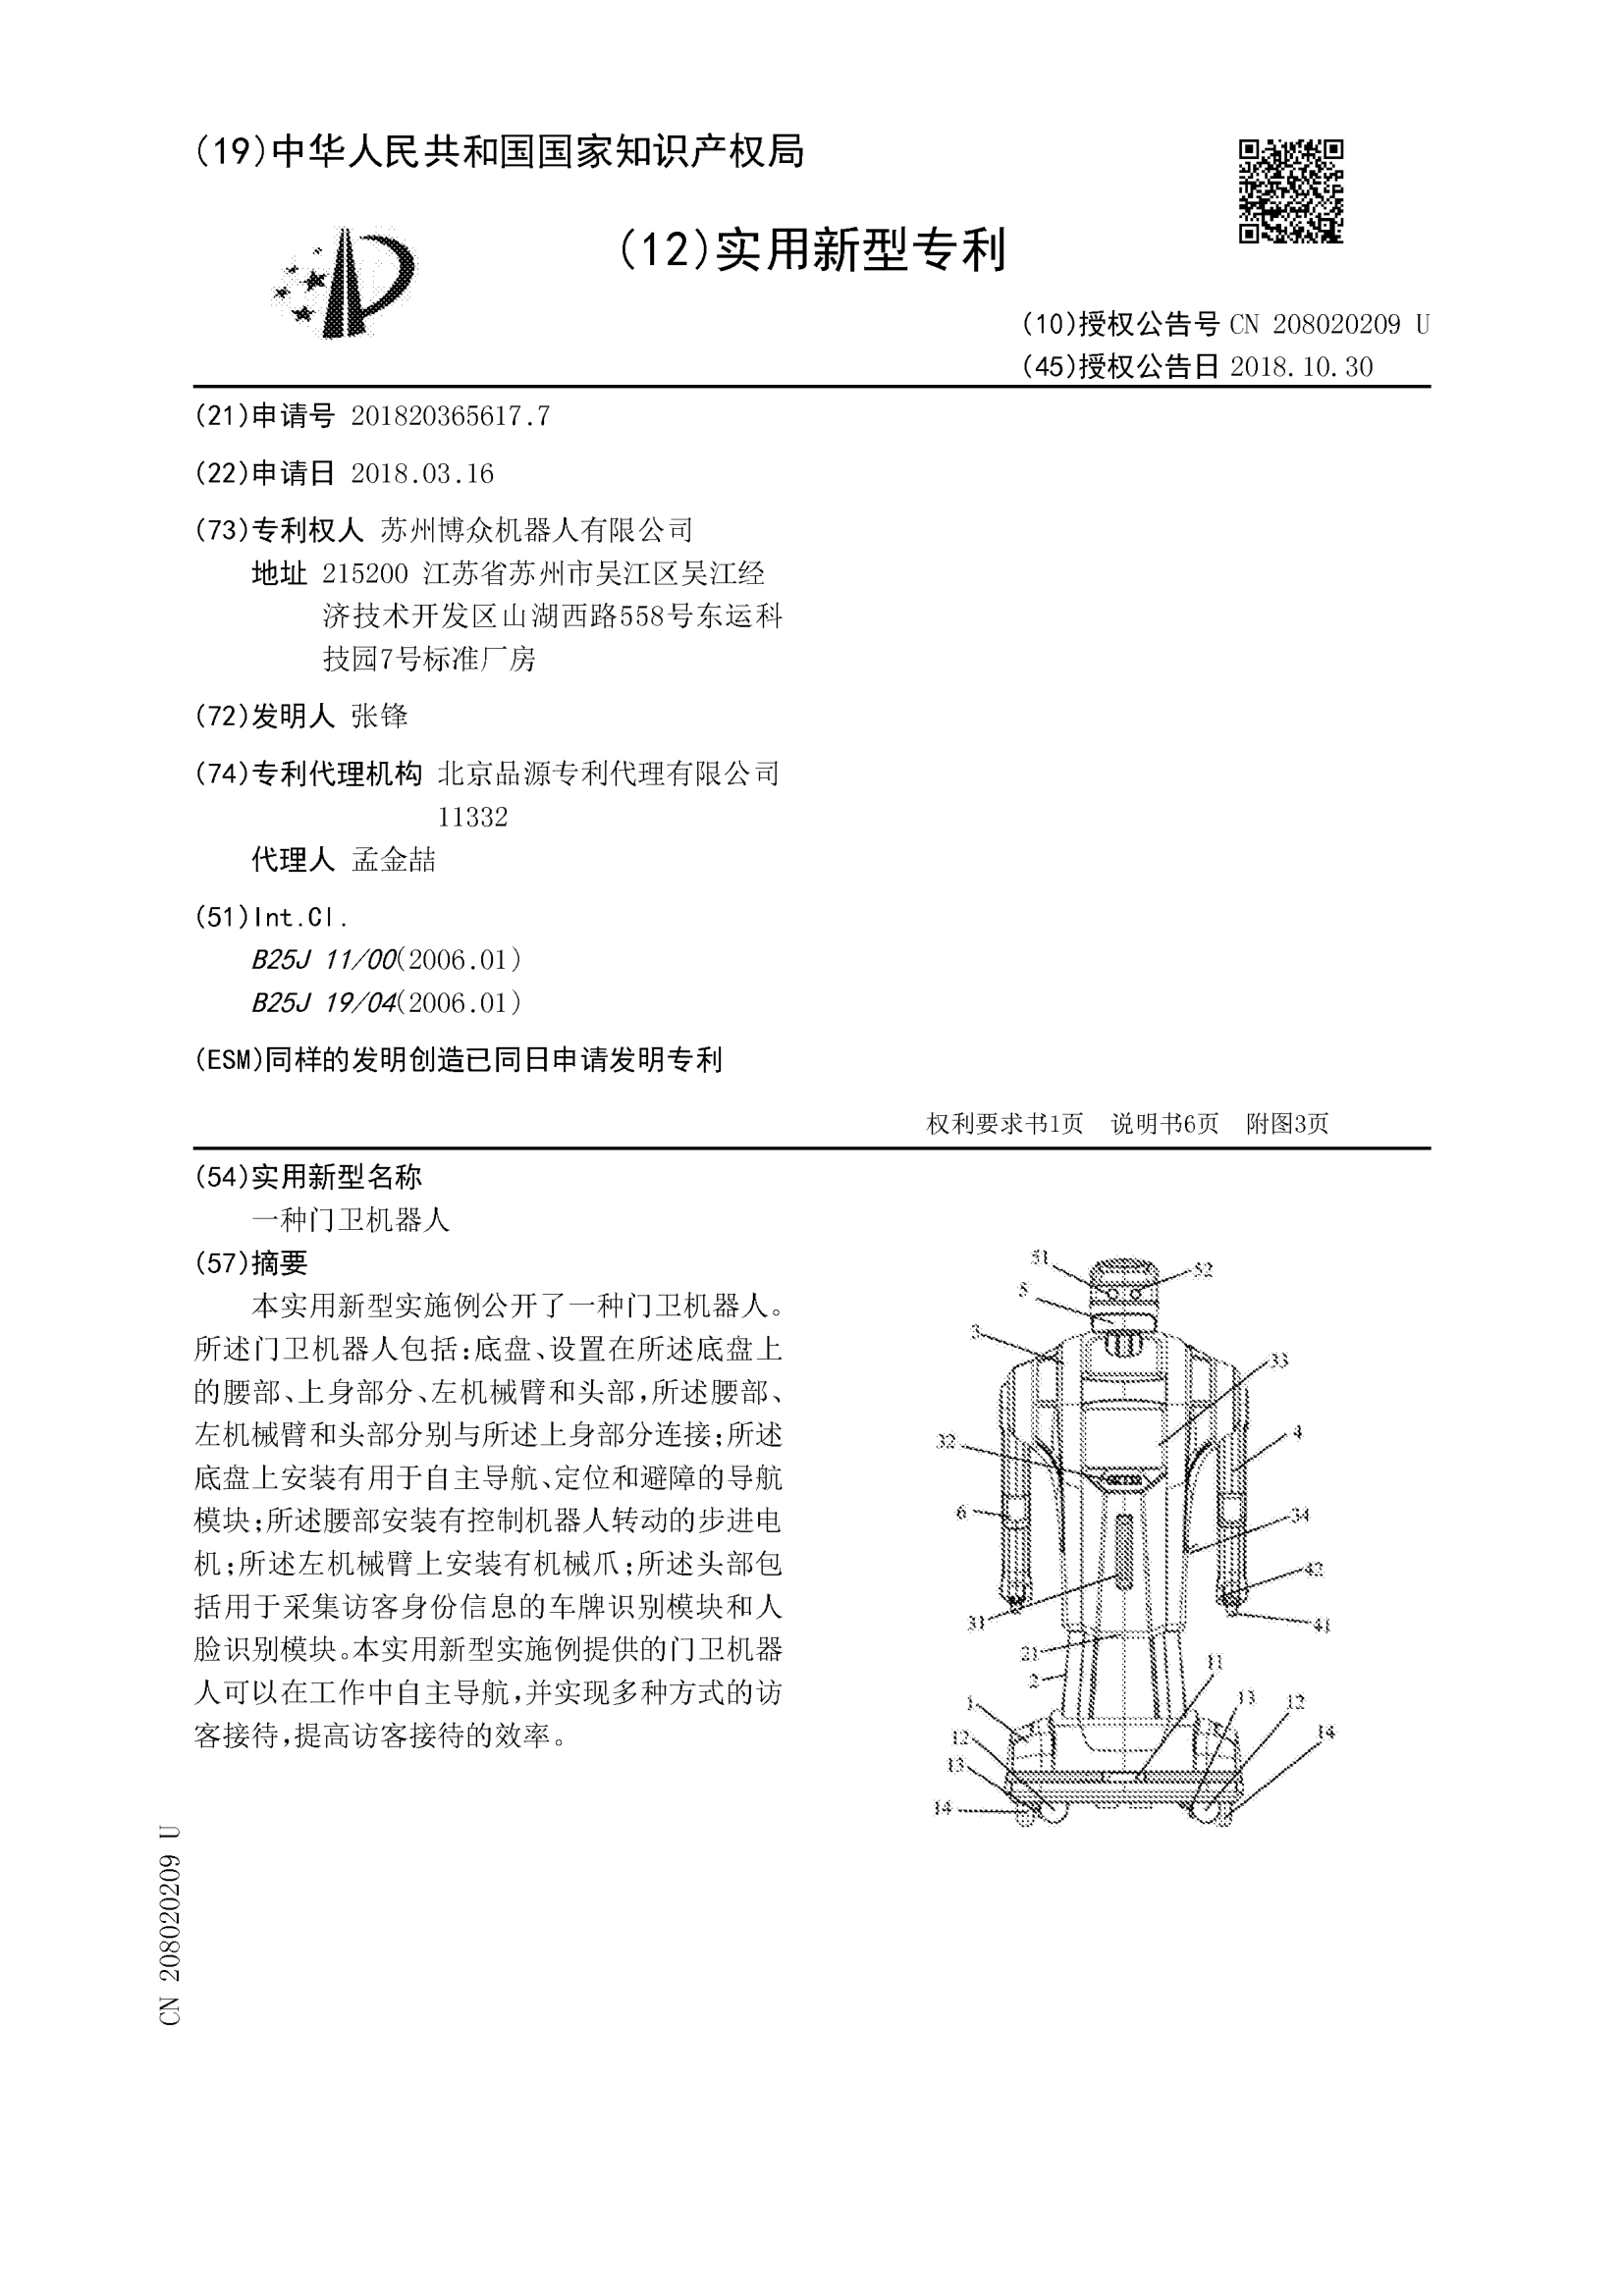 (19)中华人民共和国国家知识产权局
(12)实用新型专利
(10)授权公告号 CN 208020209 U
(45)授权公告日 2018.10.30
(21)申请号 201820365617.7
(22)申请日 2018.03.16
(73)专利权人 苏州博众机器人有限公司
地址 215200 江苏省苏州市吴江区吴江经
济技术开发区山湖西路558号东运科
技园7号标准厂房
(72)发明人 张锋
(74)专利代理机构 北京品源专利代理有限公司
11332
代理人 孟金喆
(51)Int.Cl.
B25J 11/00(2006.01)
B25J 19/04(2006.01)
(ESM)同样的发明创造已同日申请发明专利
权利要求书1页 说明书6页 附图3页
(54)实用新型名称
一种门卫机器人
(57)摘要
本实用新型实施例公开了一种门卫机器人。
所述门卫机器人包括:底盘、设置在所述底盘上
的腰部、上身部分、左机械臂和头部,所述腰部、
左机械臂和头部分别与所述上身部分连接;所述
底盘上安装有用于自主导航、定位和避障的导航
模块;所述腰部安装有控制机器人转动的步进电
机;所述左机械臂上安装有机械爪;所述头部包
括用于采集访客身份信息的车牌识别模块和人
脸识别模块。本实用新型实施例提供的门卫机器
人可以在工作中自主导航,并实现多种方式的访
客接待,提高访客接待的效率。
51
52
5
3
33
32
4
6
34
42
31
41
21
11
2
1
13
12
12
14
13
14
CN 208020209 U